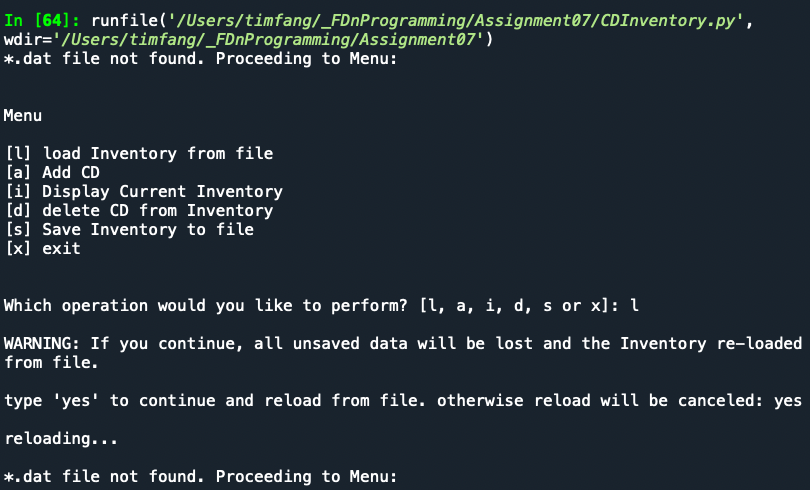 In [64]: runfile('/Users/timfang/_FDnProgramming/Assignment07/CDInventory.py',
wdir='/Users/timfang/_FDnProgramming/Assignment07')
*.dat file not found. Proceeding to Menu:
Menu
[l] load Inventory from file
[a] Add CD
[i] Display Current Inventory
[d] delete CD from Inventory
[s] Save Inventory to file
[x] exit
Which operation would you like to perform? [l, a, i, d, s or x]: l
WARNING: If you continue, all unsaved data will be lost and the Inventory re-loaded
from file.
type 'yes' to continue and reload from file. otherwise reload will be canceled: yes
reloading...
*.dat file not found. Proceeding to Menu: